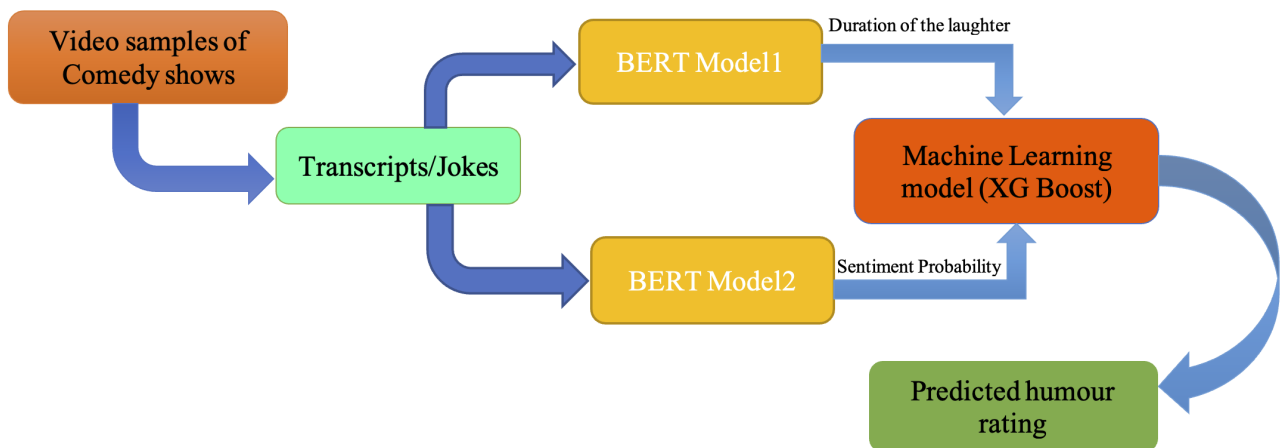 Video samples of
Comedy shows
Transcripts/Jokes
BERT Model1
Duration of the laughter
BERT Model2
Sentiment Probability
Machine Learning
model (XG Boost)
Predicted humour
rating